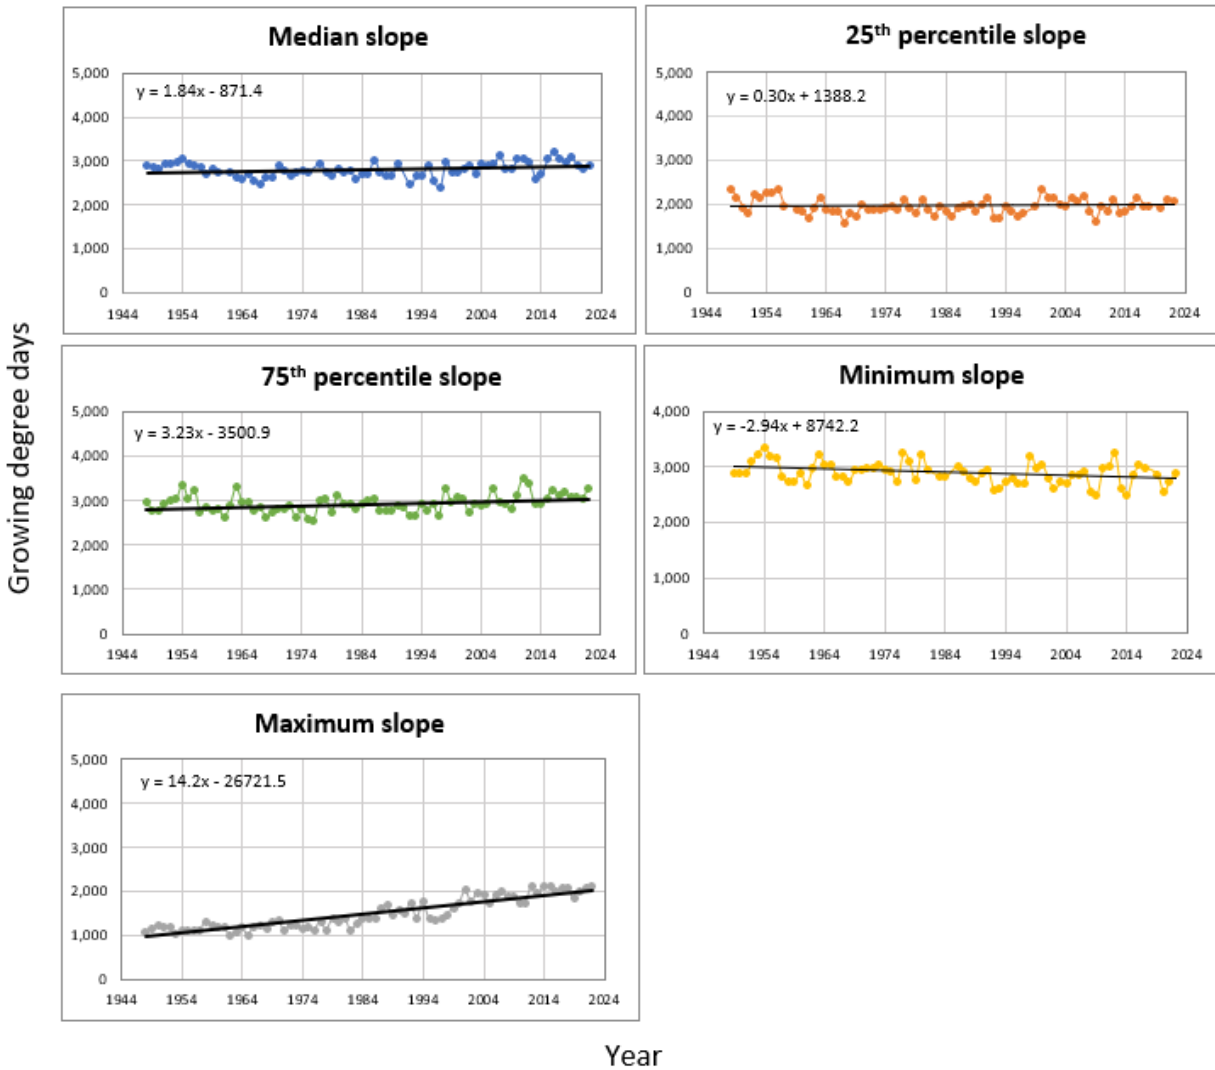 Growing degree days
Median slope
y = 1.84x - 871.4
5,000
4,000
3,000
2,000
1,000
0
1944 1954 1964 1974 1984 1994 2004 2014 2024
25th percentile slope
y = 0.30x + 1388.2
5,000
4,000
3,000
2,000
1,000
0
1944 1954 1964 1974 1984 1994 2004 2014 2024
75th percentile slope
y = 3.23x - 3500.9
5,000
4,000
3,000
2,000
1,000
0
1944 1954 1964 1974 1984 1994 2004 2014 2024
Minimum slope
y = -2.94x + 8742.2
4,000
3,000
2,000
1,000
0
1944 1954 1964 1974 1984 1994 2004 2014 2024
Maximum slope
y = 14.2x - 26721.5
5,000
4,000
3,000
2,000
1,000
0
1944 1954 1964 1974 1984 1994 2004 2014 2024
Year